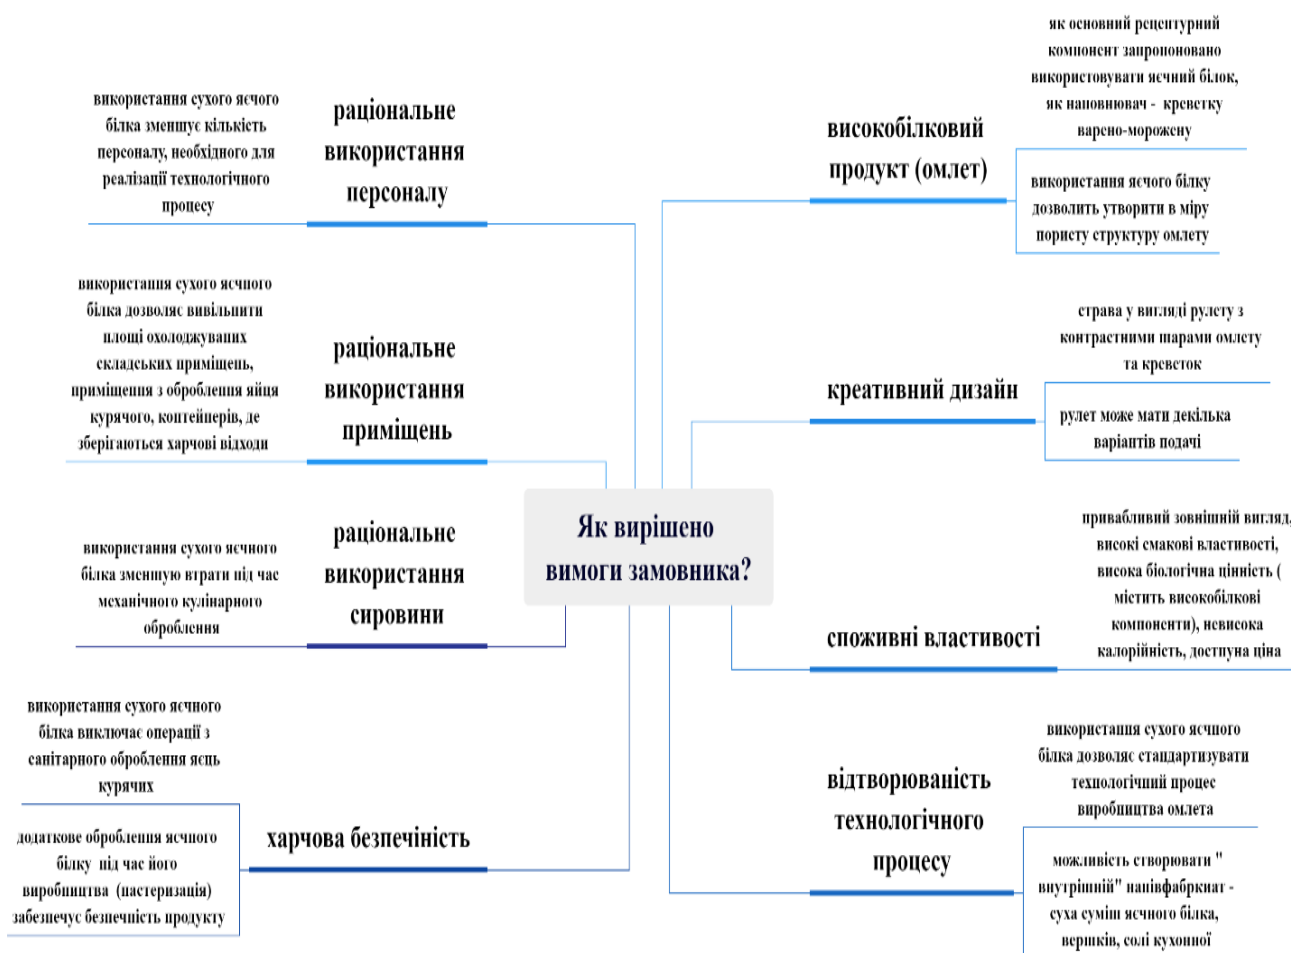 використання сухого яєчого
білка зменшує кількість
персоналу, необхідного для
реалізації технологічного
процесу
раціональне
використання
персоналу
використання сухого яєчного
білка дозволяє вивільнити
площі охолоджуваних
складських приміщень,
приміщення з оброблення яйця
курячого, контейнерів, де
зберігаються харчові відходи
раціональне
використання
приміщень
використання сухого яєчного
білка зменшую втрати під час
механічного кулінарного
оброблення
раціональне
використання
сировини
використання сухого яєчного
білка виключає операції з
санітарного оброблення яєць
курячих
додаткове оброблення яєчного
білку під час його
виробництва (пастеризація)
забезпечує безпечність продукту
харчова безпечіність
Як вирішено
вимоги замовника?
високобілковий
продукт (омлет)
як основний рецептурний
компонент запропоновано
використовувати яєчний білок,
як наповнювач - креветку
варено-морожену
використання яєчого білку
дозволить утворити в міру
пористу структуру омлету
креативний дизайн
страва у вигляді рулету з
контрастними шарами омлету
та креветок
рулет може мати декілька
варіантів подачі
споживні властивості
привабливий зовнішній вигляд,
високі смакові властивості,
висока біологічна цінність (
містить високобілкові
компоненти), невисока
калорійність, достпуна ціна
відтворюваність
технологічного
процесу
використання сухого яєчного
білка дозволяє стандартизувати
технологічний процес
виробництва омлета
можливість створювати "
внутрішній" напівфабркиат -
суха суміш яєчного білка,
вершків, солі кухонної